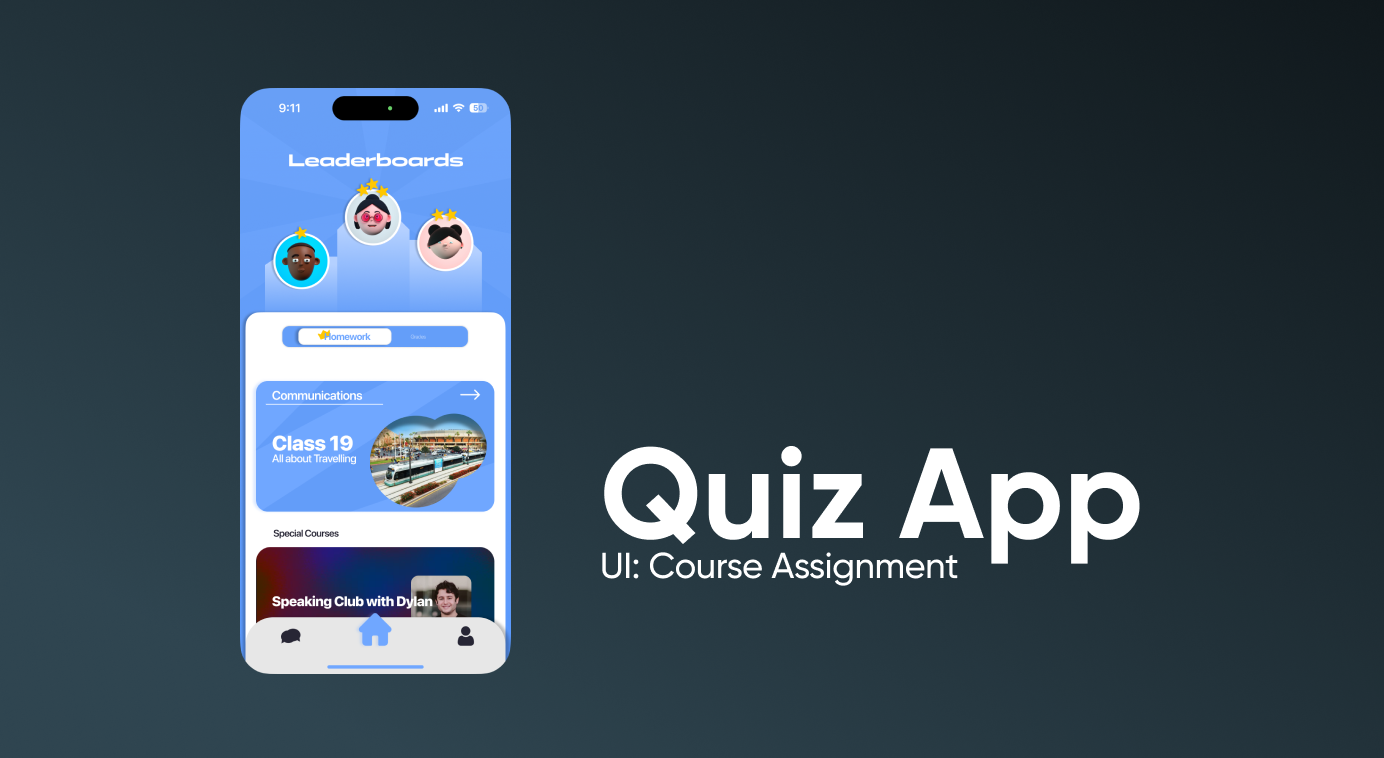 9:11
50
Leaderboards
Homework
Communications
Class 19
All about Travelling
Special Courses
Speaking Club with Dylan
Quiz App
UI: Course Assignment